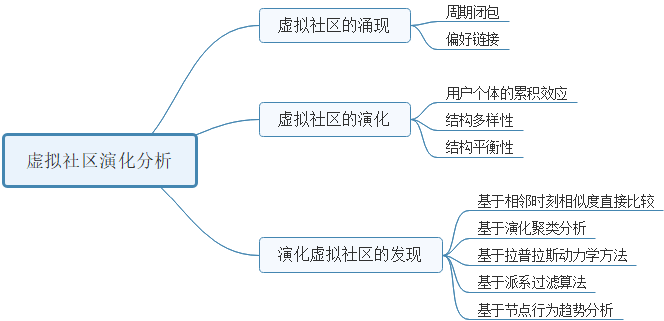 虚拟社区演化分析
虚拟社区的涌现
周期闭包
偏好链接
虚拟社区的演化
用户个体的累积效应
结构多样性
结构平衡性
演化虚拟社区的发现
基于相邻时刻相似度直接比较
基于演化聚类分析
基于拉普拉斯动力学方法
基于派系过滤算法
基于节点行为趋势分析